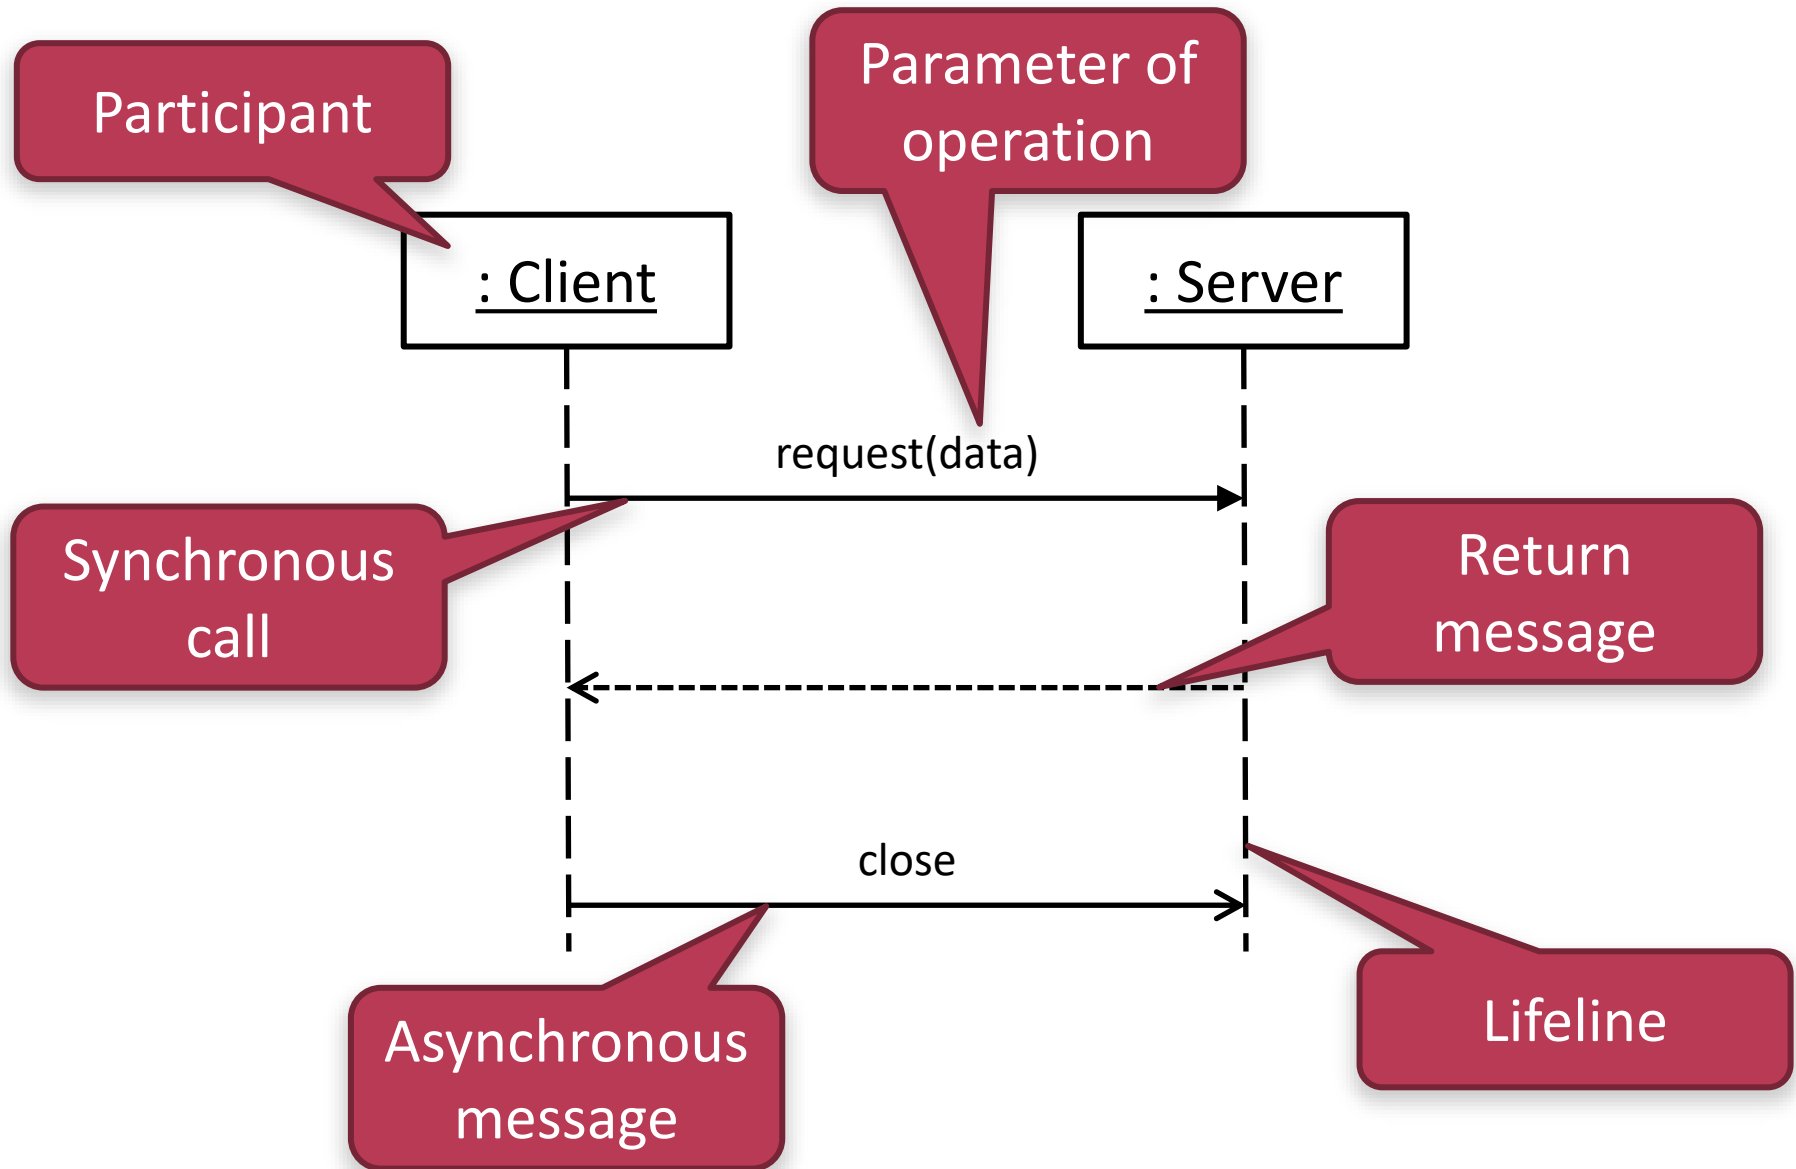 Participant
Parameter of
operation
: Client
: Server
request(data)
Synchronous
call
Return
message
close
Asynchronous
message
Lifeline